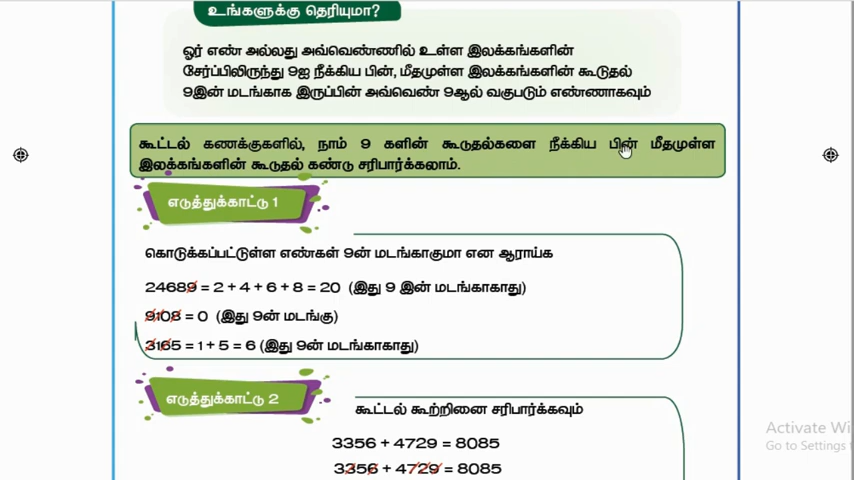 உங்களுக்கு தெரியுமா?
ஓர் எண் அல்லது அவ்வெண்ணில் உள்ள இலக்கங்களின்
சேர்ப்பிலிருந்து 9ஐ நீக்கிய பின், மீதமுள்ள இலக்கங்களின் கூடுதல்
9இன் மடங்காக இருப்பின் அவ்வெண் 9ஆல் வகுபடும் எண்ணாகவும்
கூட்டல் கணக்குகளில், நாம் 9 களின் கூடுதல்களை நீக்கிய பின் மீதமுள்ள
இலக்கங்களின் கூடுதல் கண்டு சரிபார்க்கலாம்.
எடுத்துக்காட்டு 1
கொடுக்கப்பட்டுள்ள எண்கள் 9ன் மடங்காகுமா என ஆராய்க
24689 = 2 + 4 + 6 + 8 = 20 (இது 9 இன் மடங்காகாது)
9108 = 0 (இது 9ன் மடங்கு)
3165 = 1 + 5 = 6 (இது 9ன் மடங்காகாது)
எடுத்துக்காட்டு 2
கூட்டல் கூற்றினை சரிபார்க்கவும்
3356 + 4729 = 8085
3356 + 4729 = 8085
Activate Wi
Go to Settings